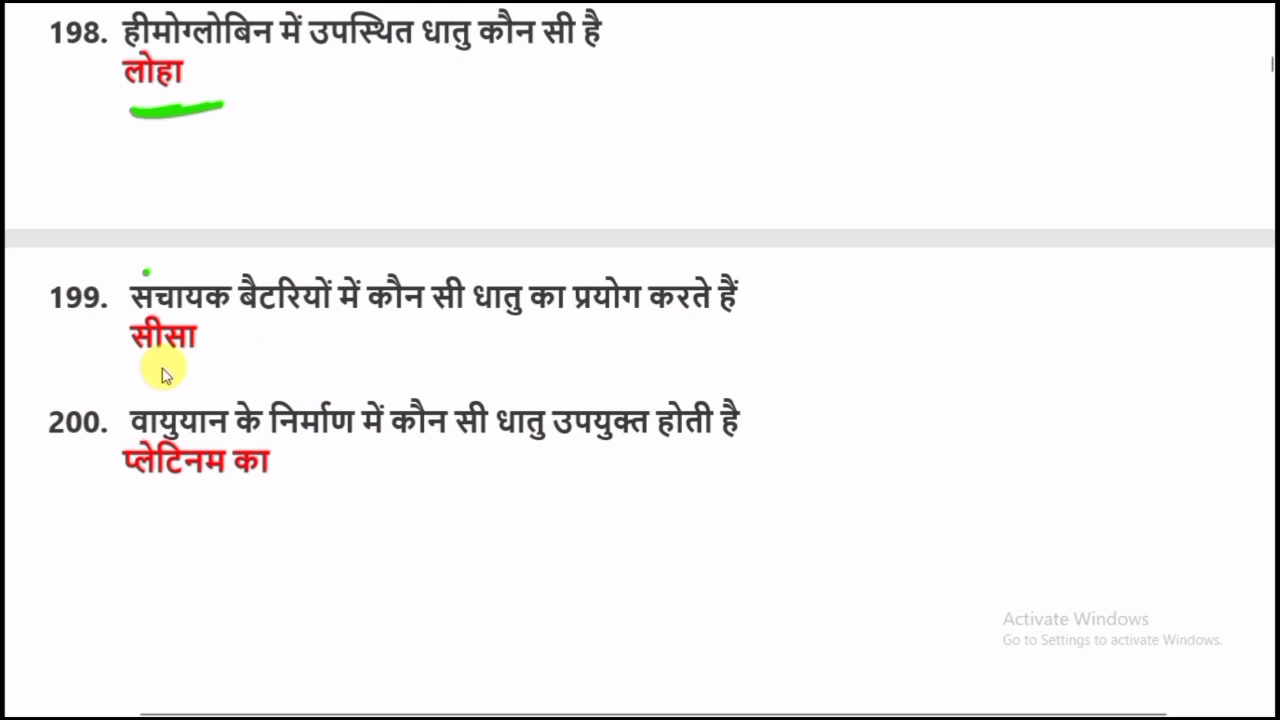 198. हीमोग्लोबिन में उपस्थित धातु कौन सी है
लोहा
199. संचायक बैटरियों में कौन सी धातु का प्रयोग करते हैं
सीसा
200. वायुयान के निर्माण में कौन सी धातु उपयुक्त होती है
प्लेटिनम का
Activate Windows
Go to Settings to activate Windows.